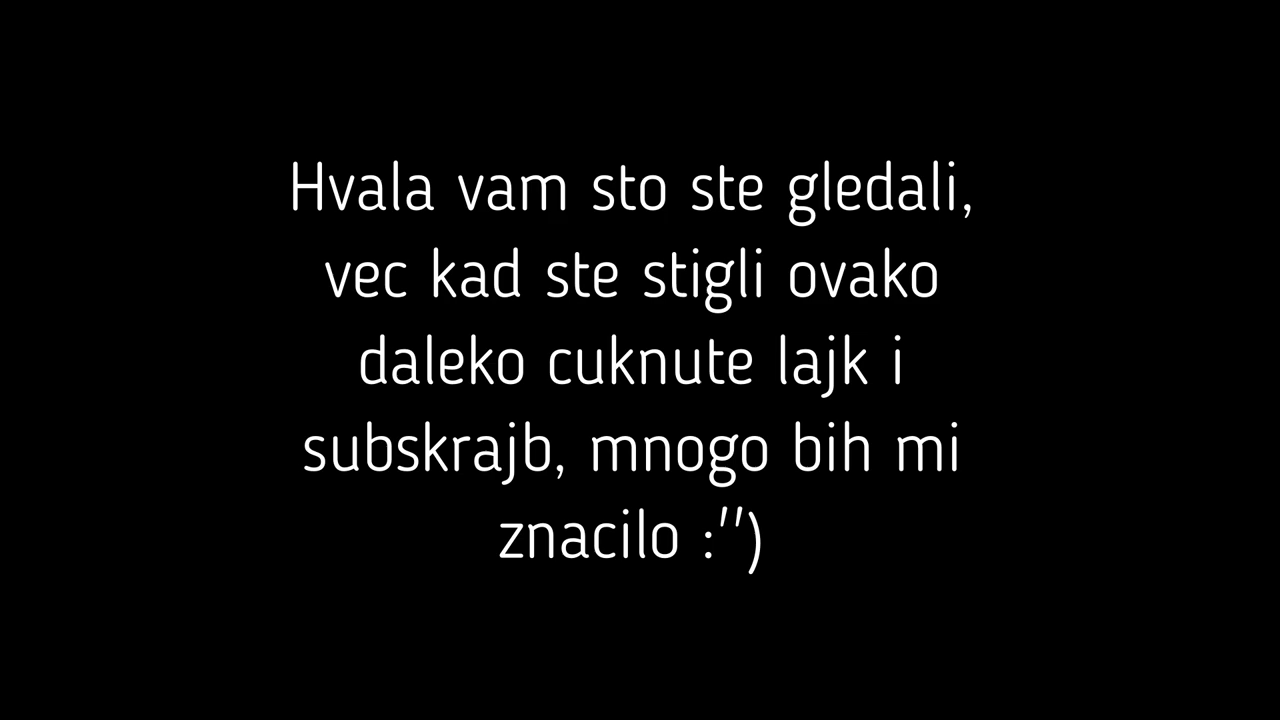 Hvala vam sto ste gledali,
vec kad ste stigli ovako
daleko cuknute lajk i
subskrajb, mnogo bih mi
znacilo :'')